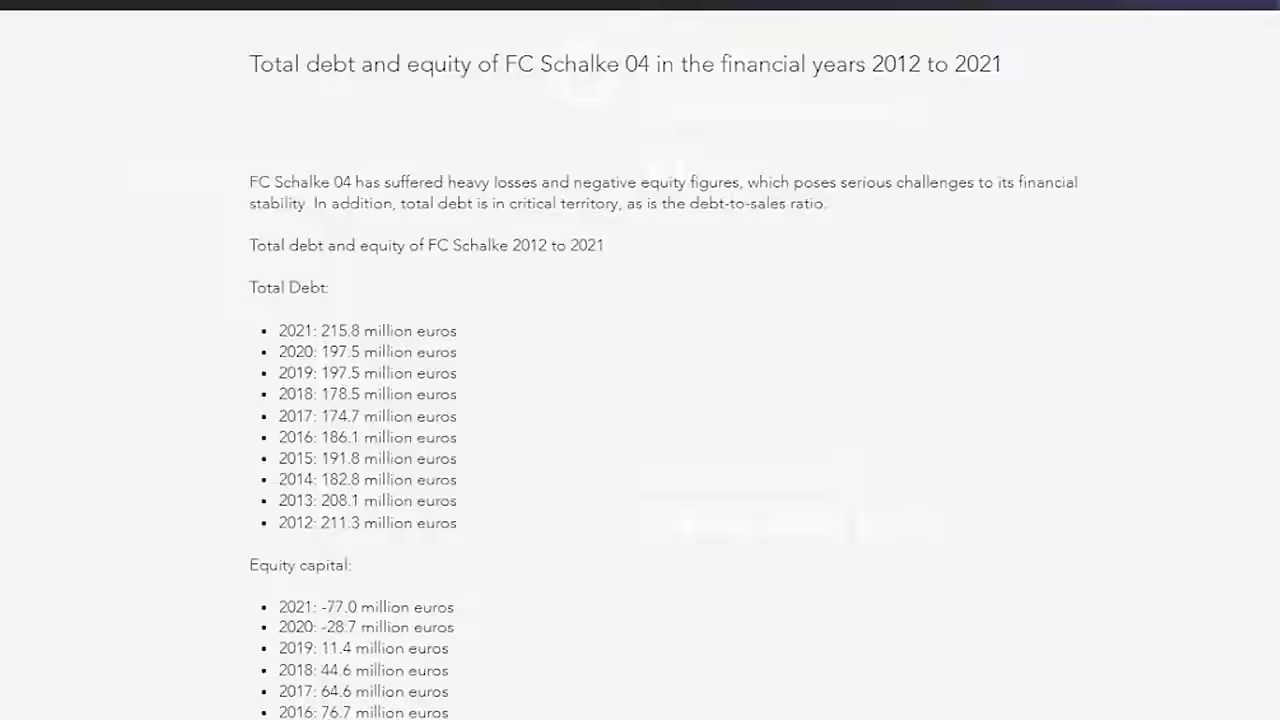 Total debt and equity of FC Schalke 04 in the financial years 2012 to 2021
FC Schalke 04 has suffered heavy losses and negative equity figures, which poses serious challenges to its financial
stability. In addition, total debt is in critical territory, as is the debt-to-sales ratio.
Total debt and equity of FC Schalke 2012 to 2021
Total Debt:
• 2021: 215.8 million euros
• 2020: 197.5 million euros
• 2019: 197.5 million euros
• 2018: 178.5 million euros
• 2017: 174.7 million euros
• 2016: 186.1 million euros
• 2015: 191.8 million euros
• 2014: 182.8 million euros
• 2013: 208.1 million euros
• 2012: 211.3 million euros
Equity capital:
• 2021: -77.0 million euros
• 2020: -28.7 million euros
• 2019: 11.4 million euros
• 2018: 44.6 million euros
• 2017: 64.6 million euros
• 2016: 76.7 million euros